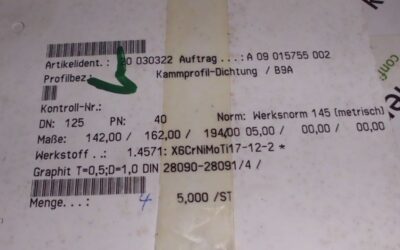 Artikelident.: 030322 Auftrag ...: A 09 015755 002
Profilbez.: Kammprofil-Dichtung / B9A
Kontroll-Nr.:
DN: 125 PN: 40 Norm: Werksnorm 145 (metrisch)
Maße: 142,00/ 162,00/ 194,00 05,00 / 00,00 / 00,00
Werkstoff ..: 1.4571: X6CrNiMoTi17-12-2 *
Graphit T=0,5;D=1,0 DIN 28090-28091/4 /
Menge...: 4 5,000 /ST
conf